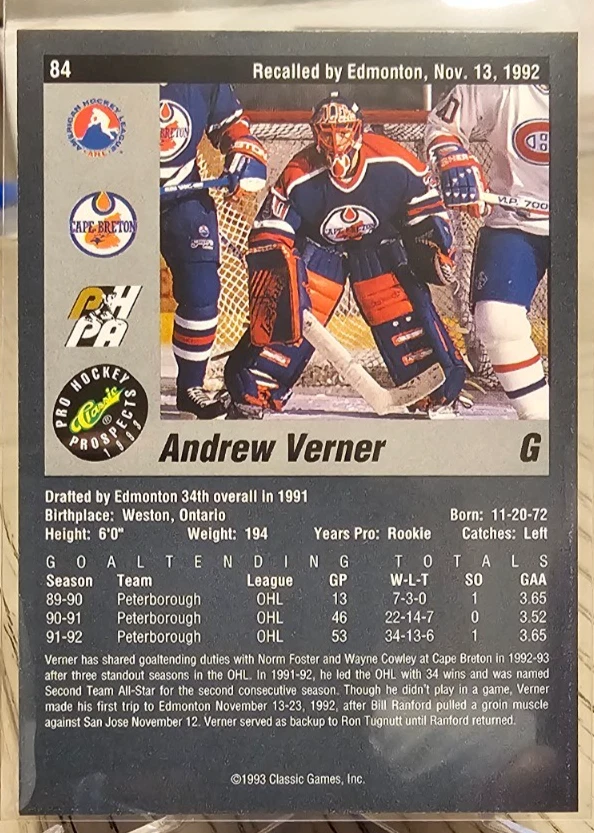 84
Recalled by Edmonton, Nov. 13, 1992
AMERICAN HOCKEY LEAGUE
AHL
CAPE BRETON
PHPA
PRO HOCKEY PROSPECTS 1993
Classic
®
BRETON
SHER
VLP. 700
CAPE BRETON
Andrew Verner
G
Drafted by Edmonton 34th overall in 1991
Birthplace: Weston, Ontario Born: 11-20-72
Height: 6'0" Weight: 194 Years Pro: Rookie Catches: Left
GOALTENDING TOTALS
Season Team League GP W-L-T SO GAA
89-90 Peterborough OHL 13 7-3-0 1 3.65
90-91 Peterborough OHL 46 22-14-7 0 3.52
91-92 Peterborough OHL 53 34-13-6 1 3.65
Verner has shared goaltending duties with Norm Foster and Wayne Cowley at Cape Breton in 1992-93
after three standout seasons in the OHL. In 1991-92, he led the OHL with 34 wins and was named
Second Team All-Star for the second consecutive season. Though he didn't play in a game, Verner
made his first trip to Edmonton November 13-23, 1992, after Bill Ranford pulled a groin muscle
against San Jose November 12. Verner served as backup to Ron Tugnutt until Ranford returned.
©1993 Classic Games, Inc.